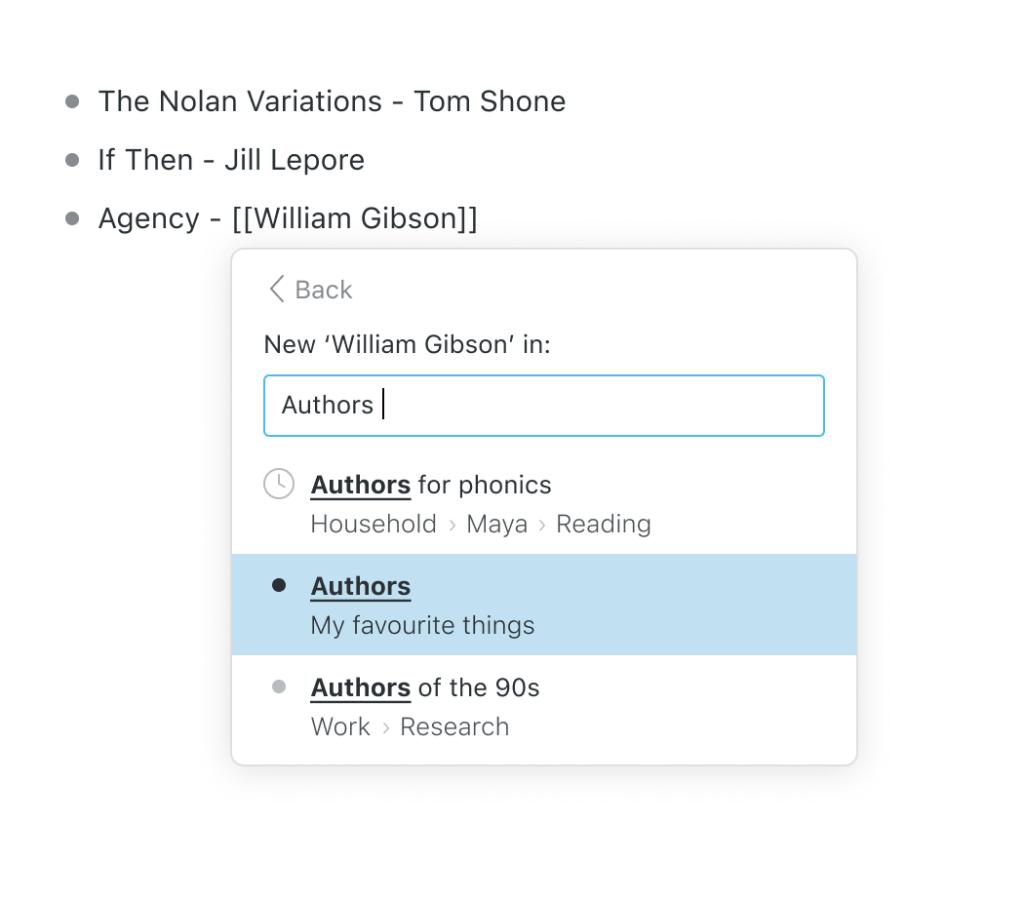 The Nolan Variations - Tom Shone
If Then - Jill Lepore
Agency - [[William Gibson]]
Back
New ‘William Gibson’ in:
Authors
Authors for phonics
Household › Maya › Reading
Authors
My favourite things
Authors of the 90s
Work › Research